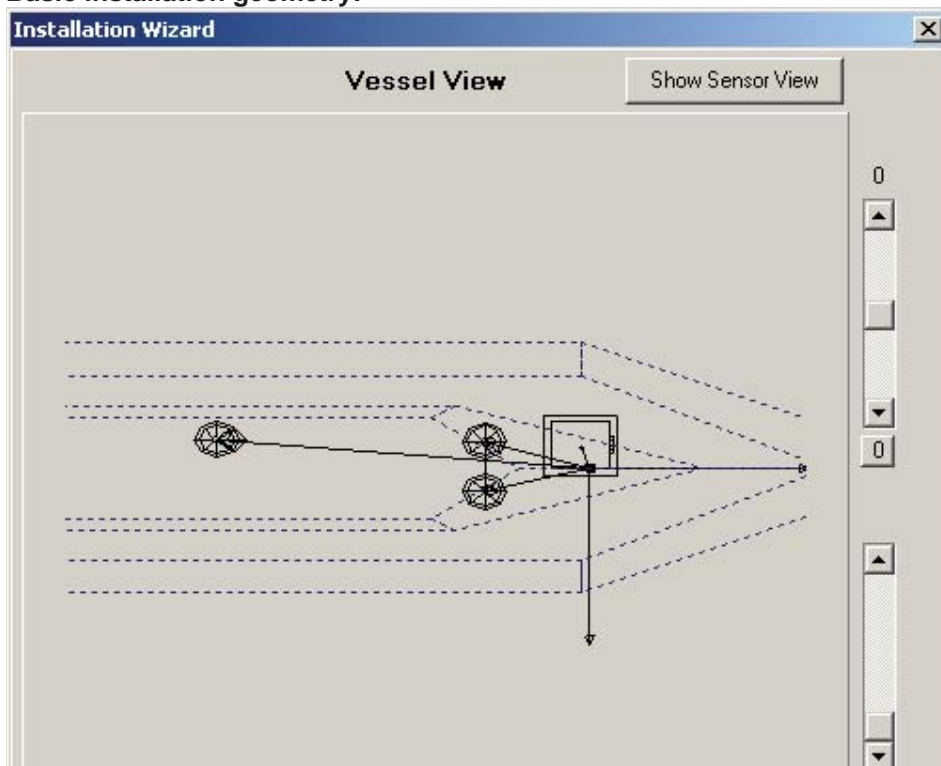 Basic installation geometry:
Installation Wizard
Vessel View
Show Sensor View
0
0